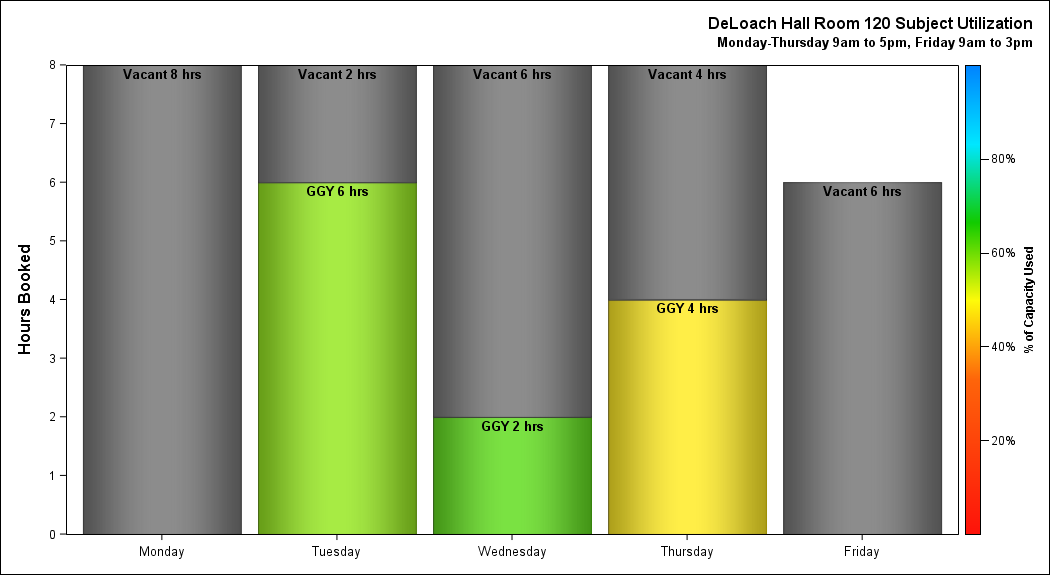 DeLoach Hall Room 120 Subject Utilization
Monday-Thursday 9am to 5pm, Friday 9am to 3pm
Hours Booked
8
7
6
5
4
3
2
1
0
Vacant 8 hrs
Vacant 2 hrs
Vacant 6 hrs
Vacant 4 hrs
GGY 6 hrs
Vacant 6 hrs
GGY 4 hrs
GGY 2 hrs
Monday
Tuesday
Wednesday
Thursday
Friday
80%
60%
40%
20%
% of Capacity Used